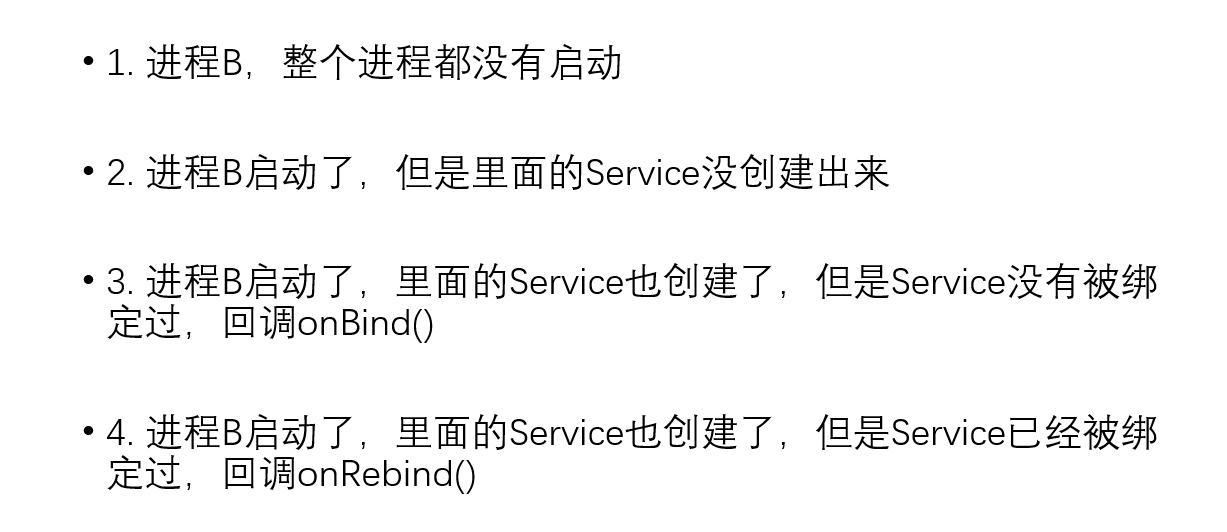 • 1. 进程B，整个进程都没有启动
• 2. 进程B启动了，但是里面的Service没创建出来
• 3. 进程B启动了，里面的Service也创建了，但是Service没有被绑
定过，回调onBind()
• 4. 进程B启动了，里面的Service也创建了，但是Service已经被绑
定过，回调onRebind()